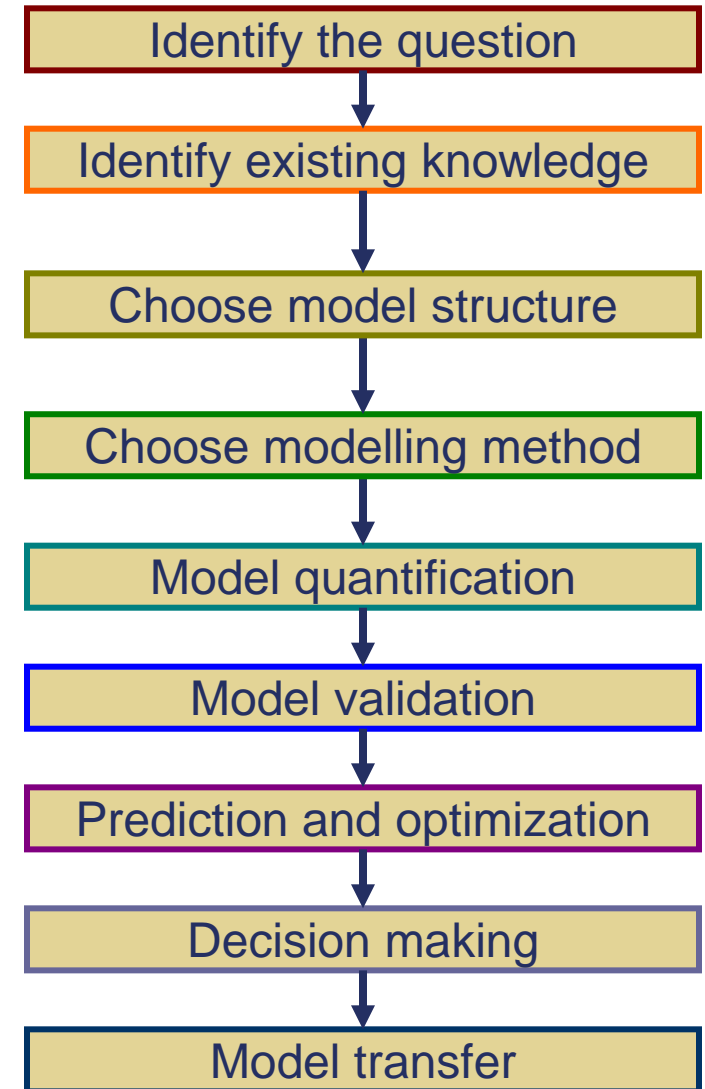 Identify the question
Identify existing knowledge
Choose model structure
Choose modelling method
Model quantification
Model validation
Prediction and optimization
Decision making
Model transfer